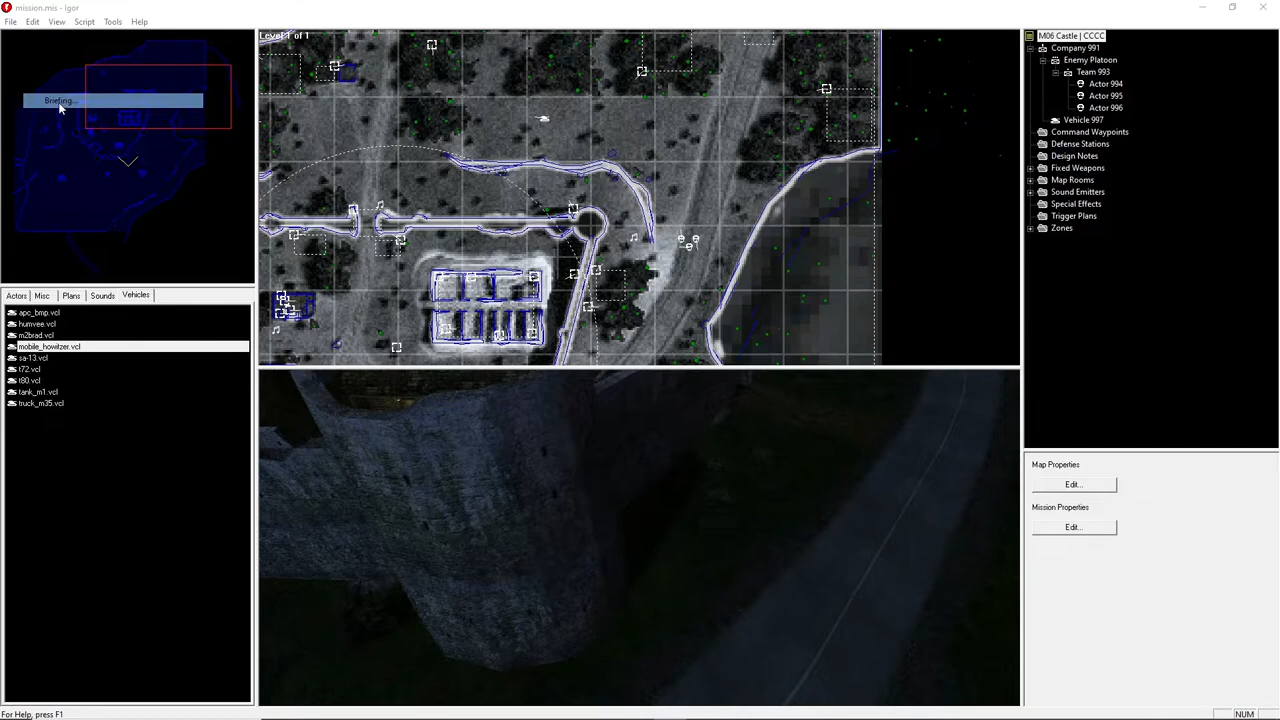 mission.mis - Igor
File Edit View Script Tools Help
Level 1 of 1
Briefing...
Actors Misc Plans Sounds Vehicles
apc_bmp.vcl
humvee.vcl
m2brad.vcl
mobile_howitzer.vcl
sa-13.vcl
t72.vcl
t80.vcl
tank_m1.vcl
truck_m35.vcl
M06 Castle | CCCC
Company 991
Enemy Platoon
Team 993
Actor 994
Actor 995
Actor 996
Vehicle 997
Command Waypoints
Defense Stations
Design Notes
Fixed Weapons
Map Rooms
Sound Emitters
Special Effects
Trigger Plans
Zones
Map Properties
Edit...
Mission Properties
Edit...
For Help, press F1
NUM